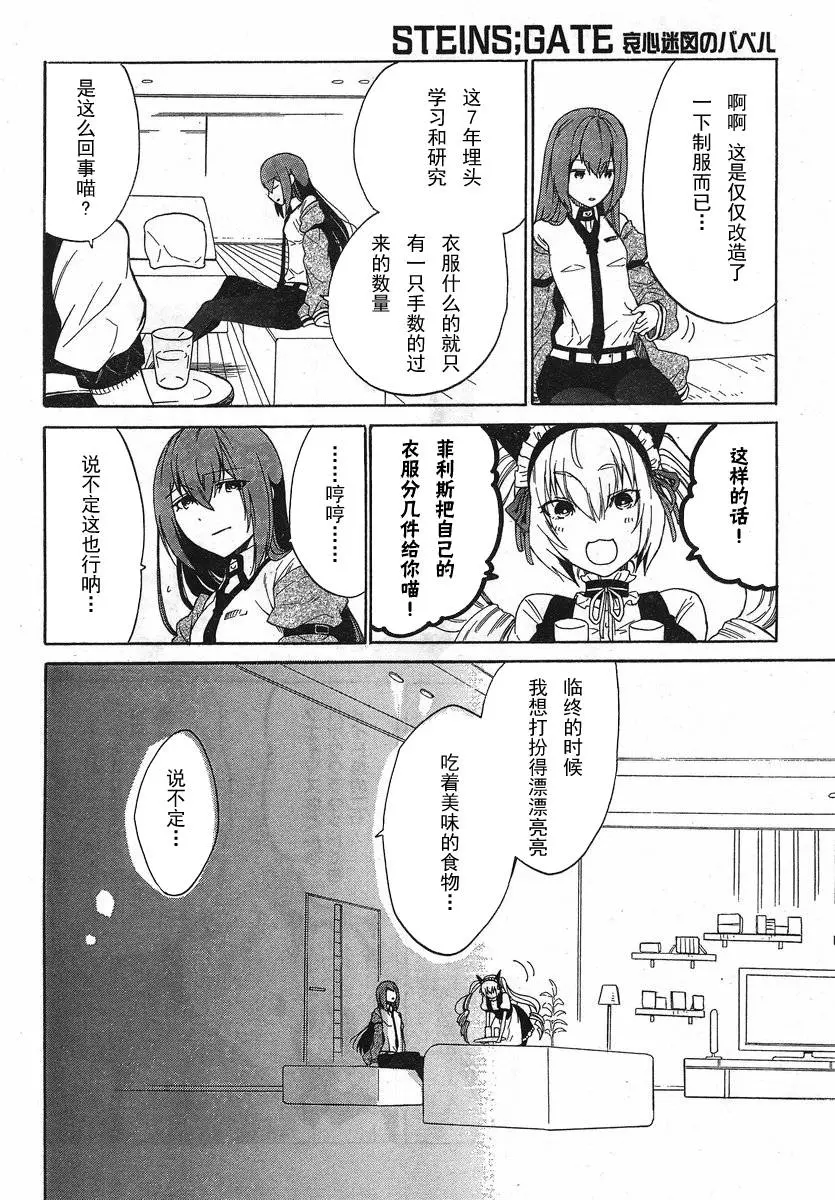 STEINS;GATE 哀心迷図のバベル
啊啊 这是仅仅改造了
一下制服而已…
这7年埋头
学习和研究
衣服什么的就只
有一只手数的过
来的数量
是这么回事喵?
这样的话!
菲利斯把自己的
衣服分几件给你喵!
……哼哼……
说不定这也行呐…
临终的时候
我想打扮得漂漂亮亮
吃着美味的食物…
说不定…